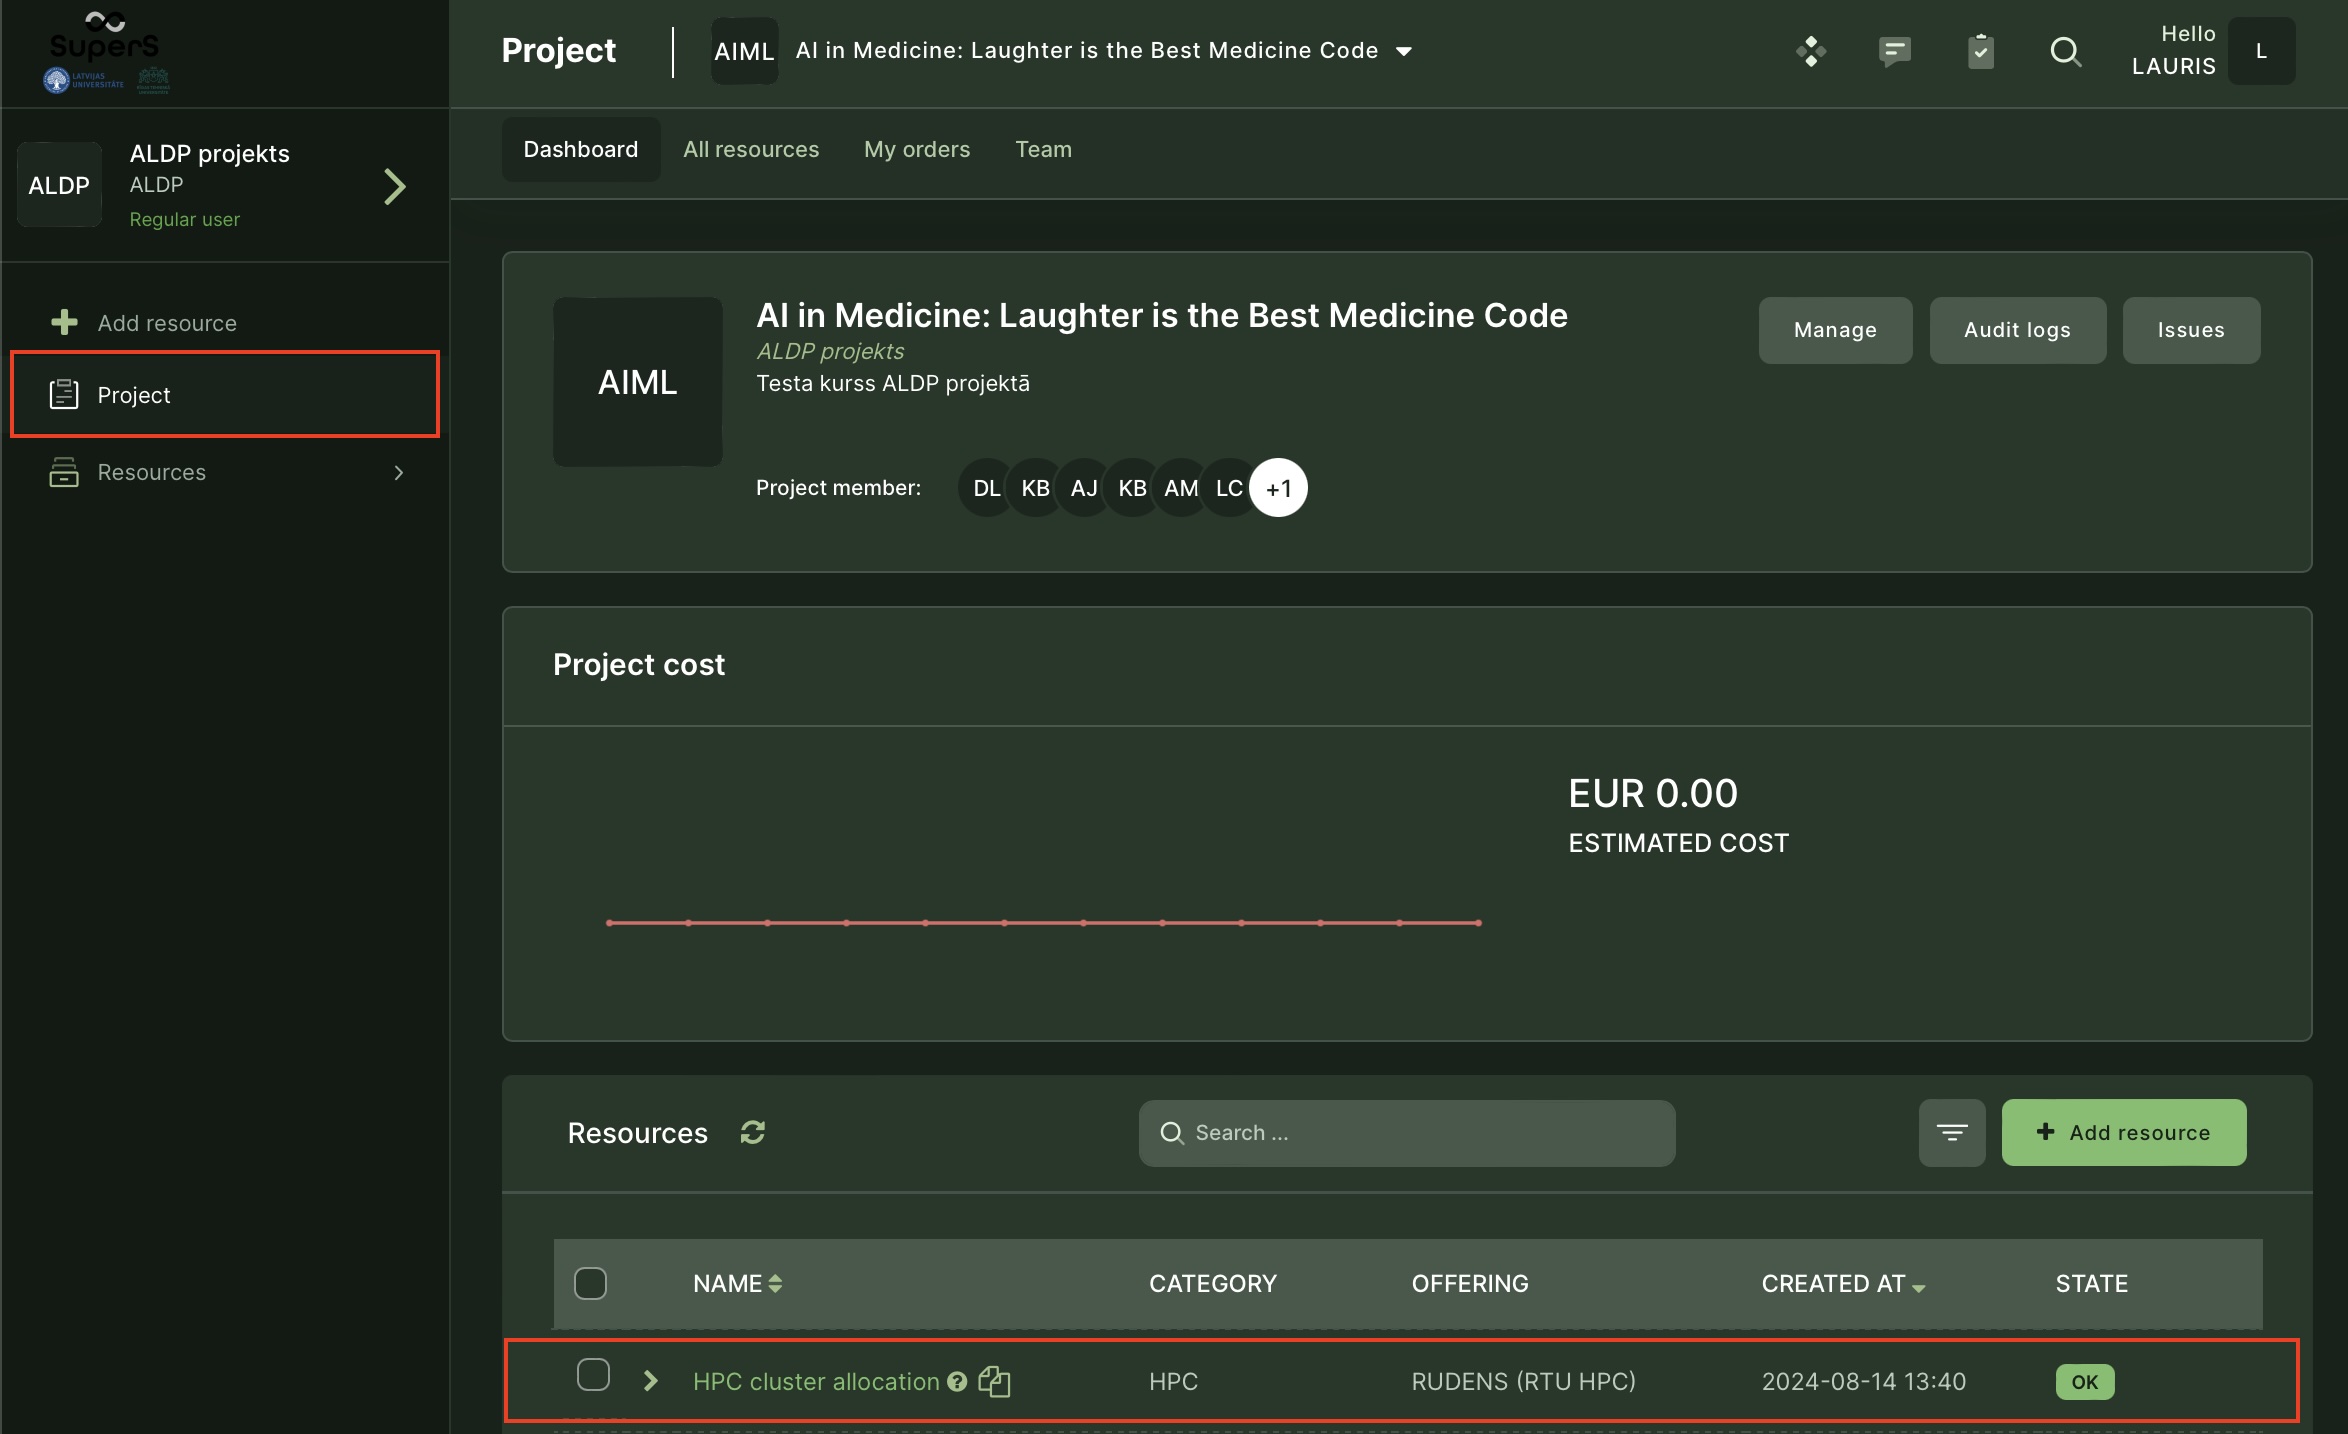 SuperS
LATVIJAS
UNIVERSITĀTE
Project
AIML
AI in Medicine: Laughter is the Best Medicine Code
Hello
LAURIS
L
ALDP
ALDP projekts
ALDP
Regular user
Add resource
Project
Resources
Dashboard
All resources
My orders
Team
AIML
AI in Medicine: Laughter is the Best Medicine Code
ALDP projekts
Testa kurss ALDP projektā
Manage
Audit logs
Issues
Project member:
DL KB AJ KB AM LC +1
Project cost
EUR 0.00
ESTIMATED COST
Resources
Search ...
Add resource
NAME CATEGORY OFFERING CREATED AT STATE
HPC cluster allocation HPC RUDENS (RTU HPC) 2024-08-14 13:40 OK